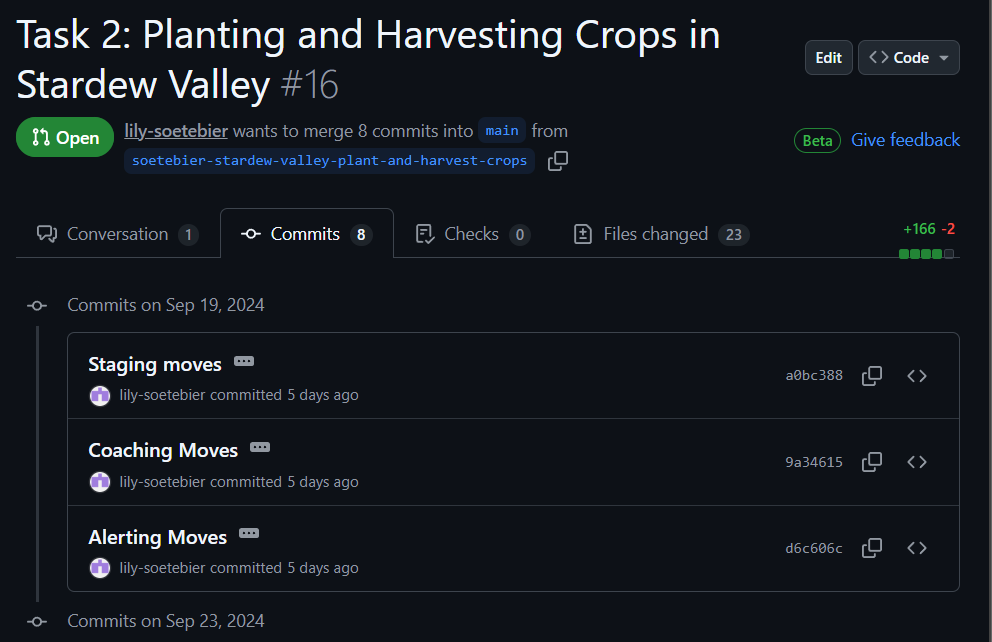 Task 2: Planting and Harvesting Crops in
Stardew Valley #16
Edit
Code
Open
lily-soetebier wants to merge 8 commits into main from
soetebier-stardew-valley-plant-and-harvest-crops
Beta
Give feedback
Conversation 1
Commits 8
Checks 0
Files changed 23
+166 -2
Commits on Sep 19, 2024
Staging moves
lily-soetebier committed 5 days ago
a0bc388
Coaching Moves
lily-soetebier committed 5 days ago
9a34615
Alerting Moves
lily-soetebier committed 5 days ago
d6c606c
Commits on Sep 23, 2024